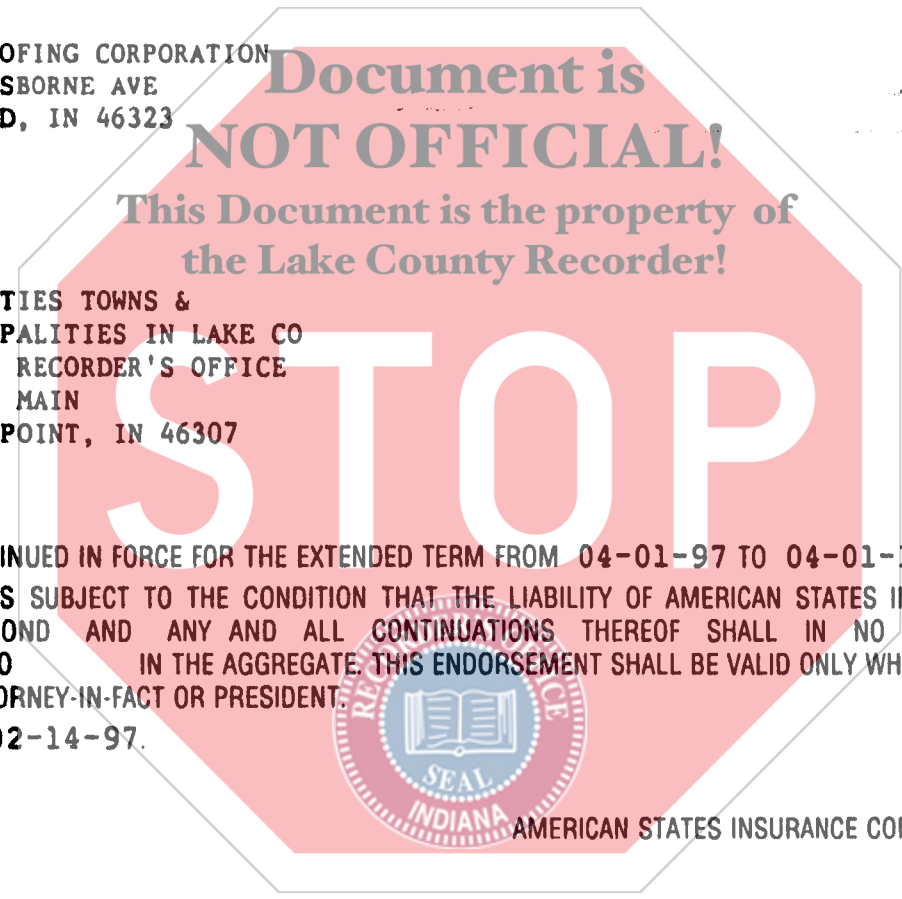 OFING CORPORATION
SBORNE AVE
D, IN 46323
Document is
NOT OFFICIAL!
This Document is the property of
the Lake County Recorder!
TIES TOWNS &
PALITIES IN LAKE CO
RECORDER'S OFFICE
MAIN
POINT, IN 46307
STOP
INUED IN FORCE FOR THE EXTENDED TERM FROM 04-01-97 TO 04-01-
S SUBJECT TO THE CONDITION THAT THE LIABILITY OF AMERICAN STATES I
OND AND ANY AND ALL CONTINUATIONS THEREOF SHALL IN NO
0 IN THE AGGREGATE. THIS ENDORSEMENT SHALL BE VALID ONLY WH
ORNEY-IN-FACT OR PRESIDENT.
02-14-97.
RECORDER'S OFFICE
SEAL
INDIANA
AMERICAN STATES INSURANCE CO